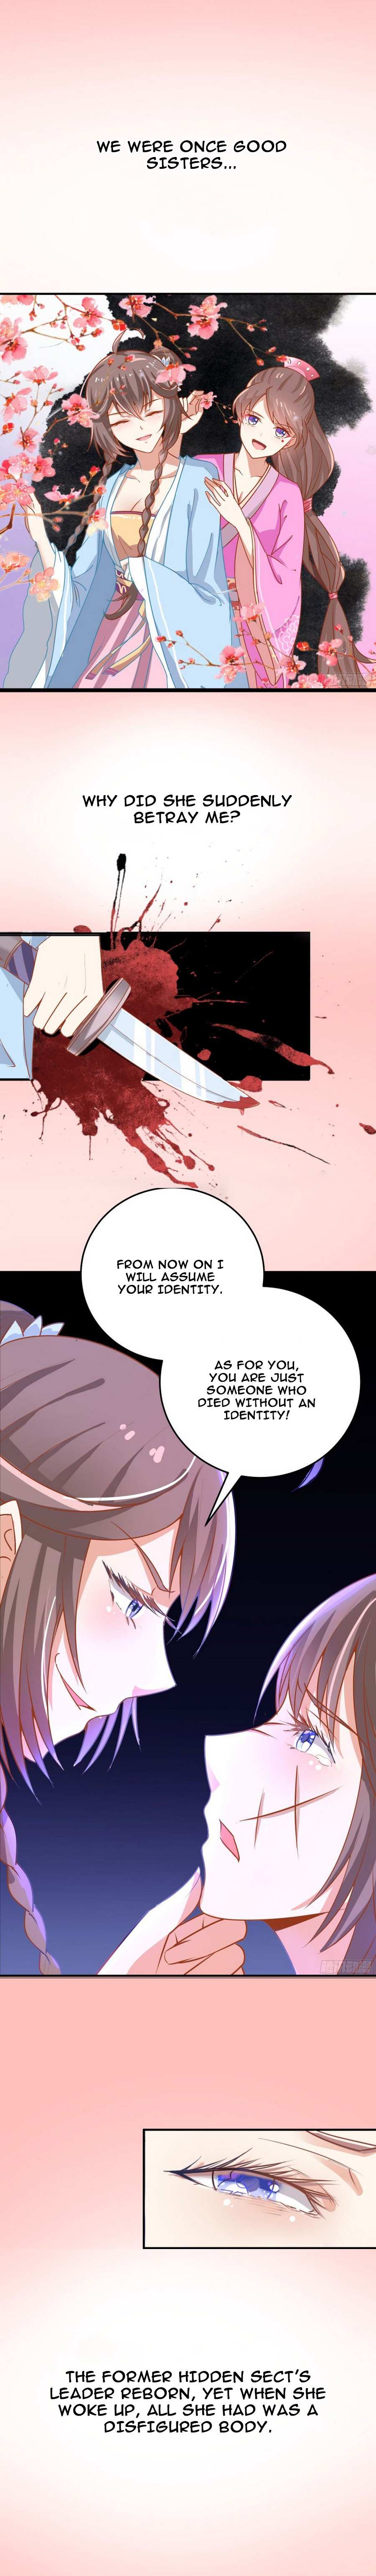 WE WERE ONCE GOOD
SISTERS...
WHY DID SHE SUDDENLY
BETRAY ME?
FROM NOW ON I
WILL ASSUME
YOUR IDENTITY.
AS FOR YOU,
YOU ARE JUST
SOMEONE WHO
DIED WITHOUT AN
IDENTITY!
THE FORMER HIDDEN SECT'S
LEADER REBORN, YET WHEN SHE
WOKE UP, ALL SHE HAD WAS A
DISFIGURED BODY.